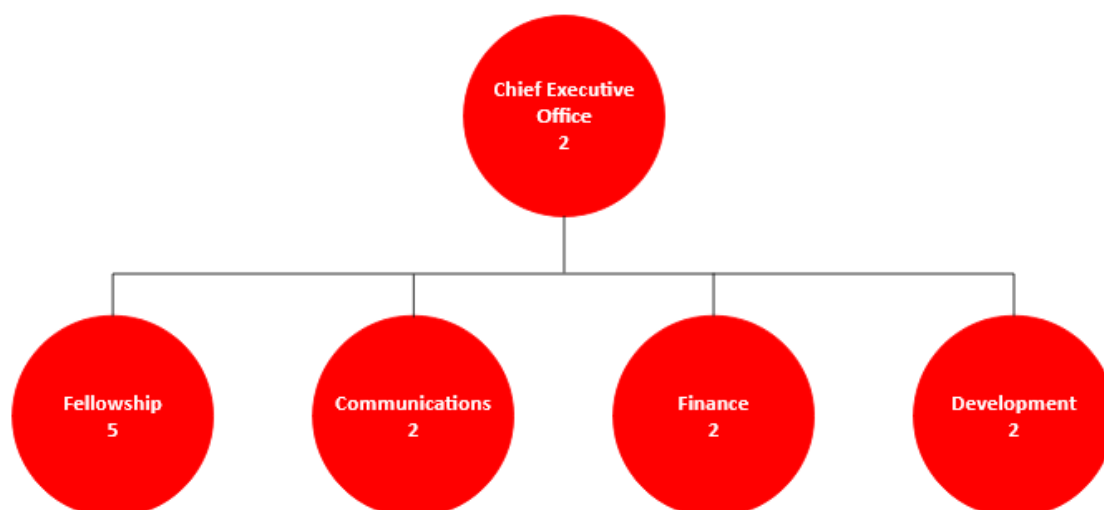 Chief Executive
Office
2
Fellowship
5
Communications
2
Finance
2
Development
2